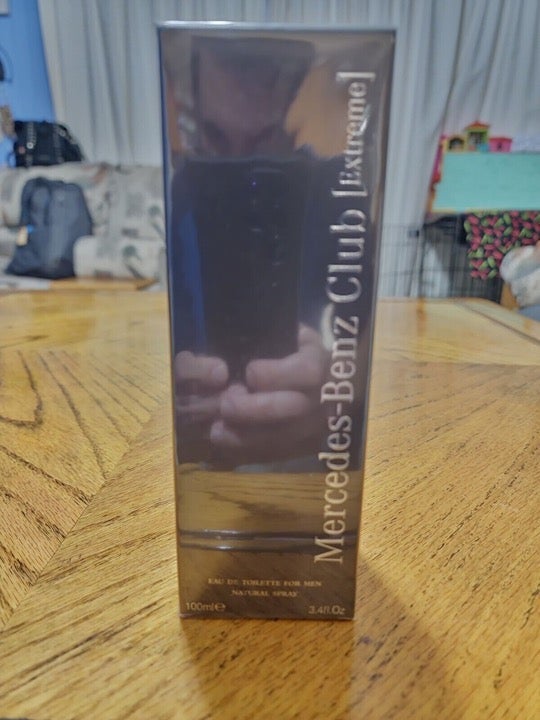 Mercedes-Benz Club [Extreme]
EAU DE TOILETTE FOR MEN
NATURAL SPRAY
100ml℮ 3.4fl.Oz